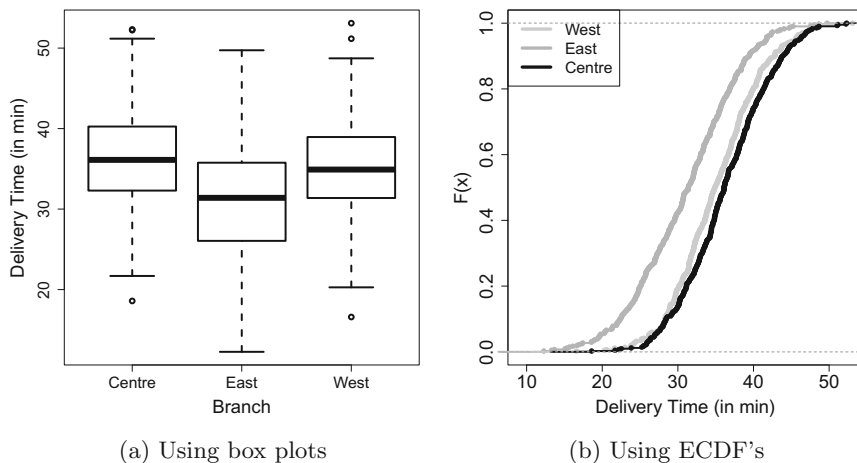 50
40
30
20
Delivery Time (in min)
Centre
East
West
Branch
(a) Using box plots
West
East
Centre
1.0
0.8
0.6
0.4
0.2
0.0
F(x)
10
20
30
40
50
Delivery Time (in min)
(b) Using ECDF's